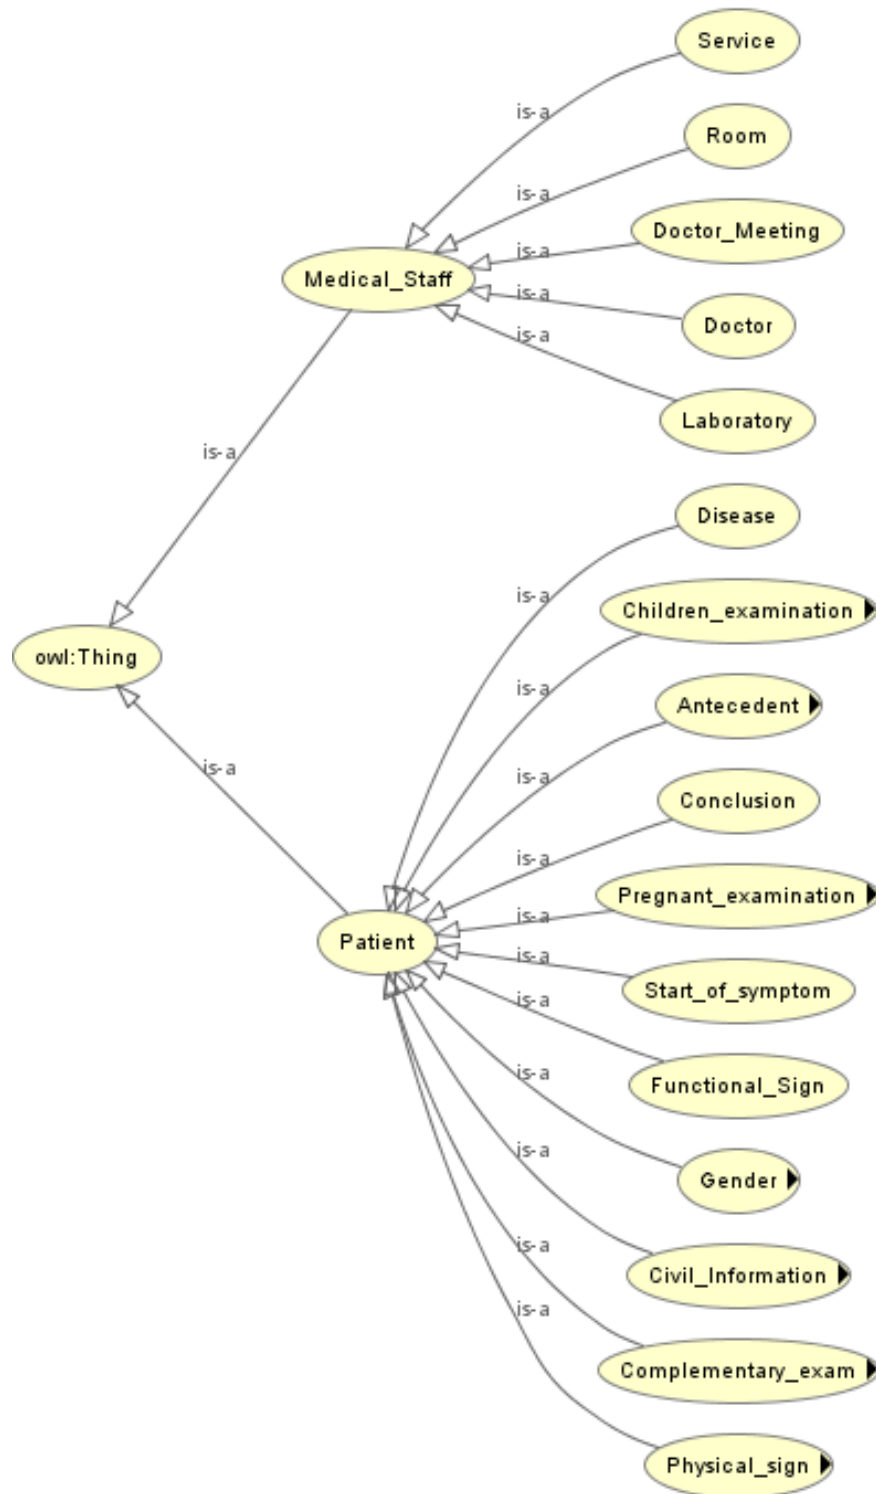 Service
is-a
Room
is-a
Doctor_Meeting
is-a
Medical_Staff
is-a
Doctor
is-a
Laboratory
is-a
Disease
is-a
Children_examination
owl:Thing
is-a
Antecedent
is-a
is-a
Conclusion
is-a
Pregnant_examination
is-a
Patient
is-a
Start_of_symptom
is-a
Functional_Sign
is-a
Gender
is-a
Civil_Information
is-a
Complementary_exam
is-a
Physical_sign